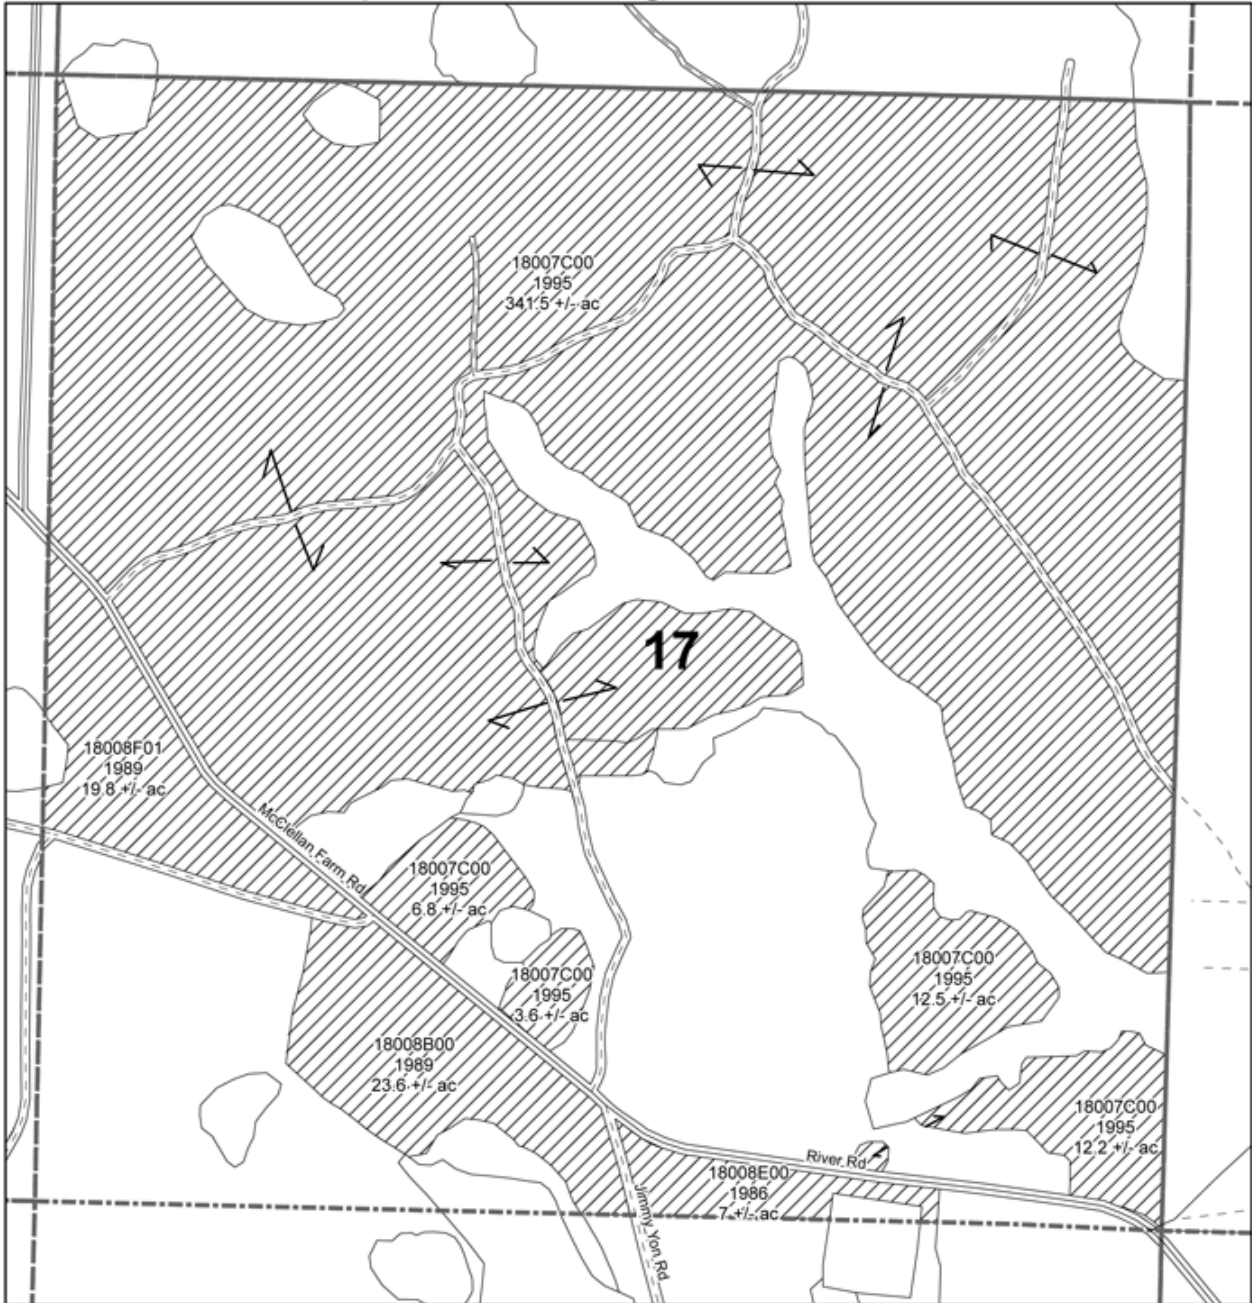 18007C00
1995
341.5 +/- ac
17
18008F01
1989
19.8 +/- ac
McClellan Farm Rd
18007C00
1995
6.8 +/- ac
18007C00
1995
3.6 +/- ac
18007C00
1995
12.5 +/- ac
18008B00
1989
23.6 +/- ac
18007C00
1995
12.2 +/- ac
River Rd
18008E00
1986
7 +/- ac
Jimmy Yon Rd